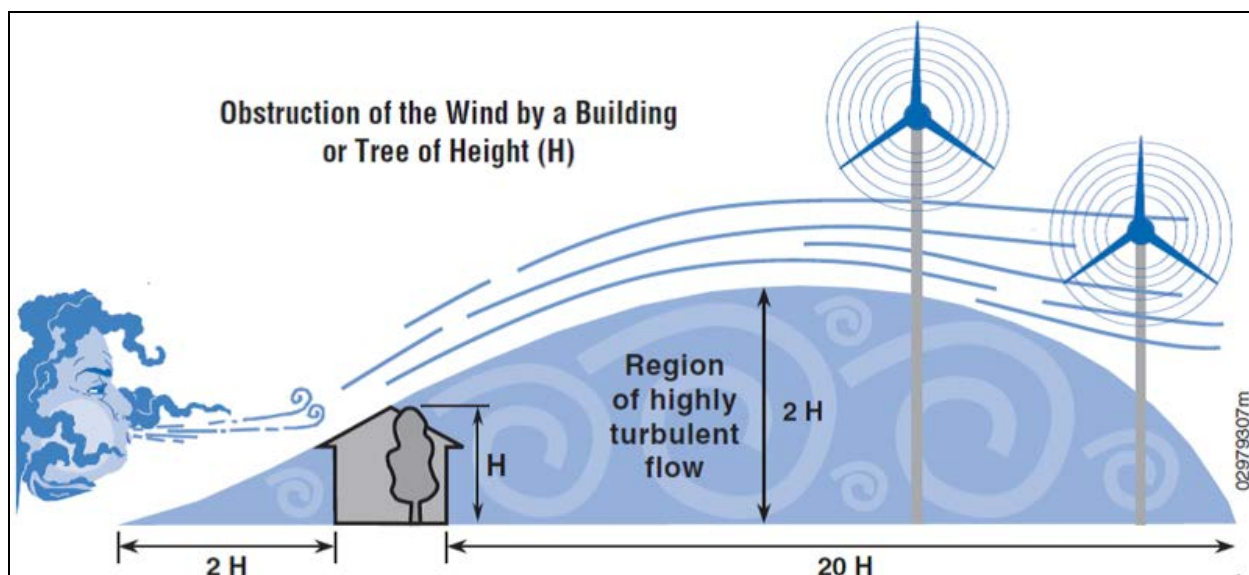 Obstruction of the Wind by a Building
or Tree of Height (H)
Region
of highly
turbulent
flow
2 H
H
02979307m
2 H
20 H